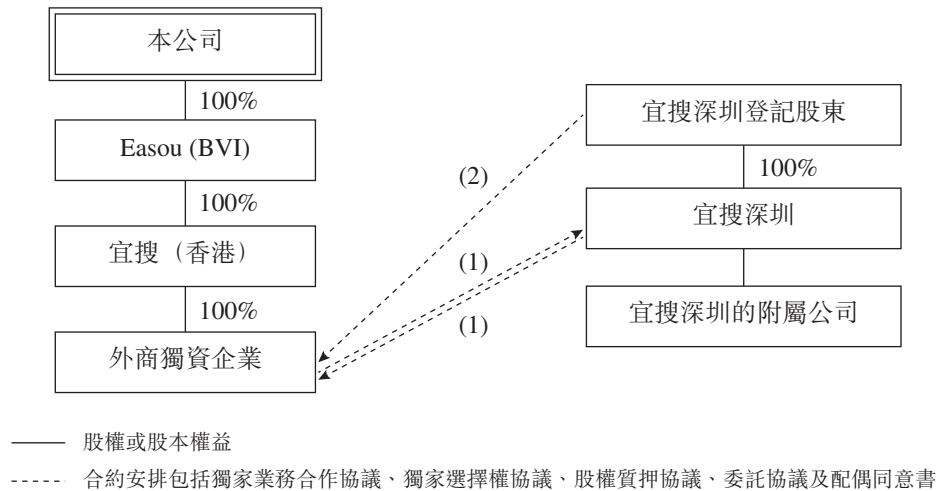 本公司
100%
Easou (BVI)
100%
宜搜（香港）
100%
外商獨資企業
宜搜深圳登記股東
100%
宜搜深圳
宜搜深圳的附屬公司
(2)
(1)
(1)
股權或股本權益
合約安排包括獨家業務合作協議、獨家選擇權協議、股權質押協議、委託協議及配偶同意書